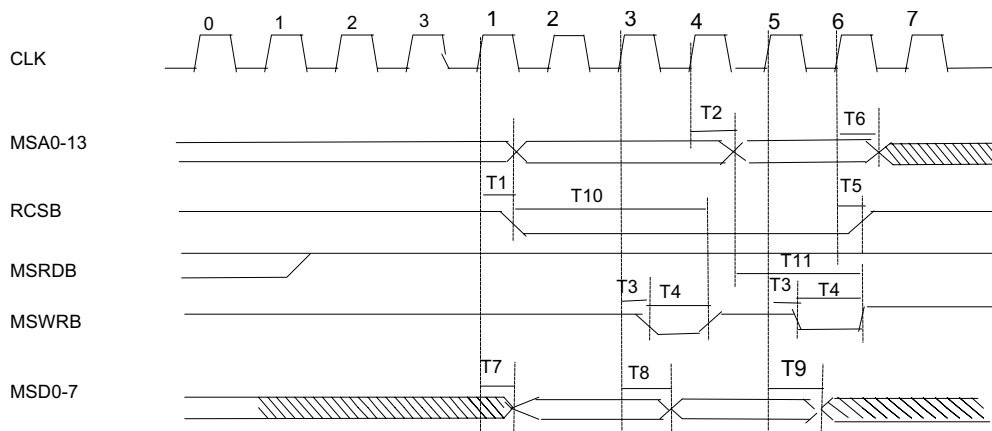 0 1 2 3 1 2 3 4 5 6 7
CLK
T2 T6
MSA0-13
T1 T10 T5
RCSB
T11
MSRDB
T3 T4 T3 T4
MSWRB
T7 T8 T9
MSD0-7